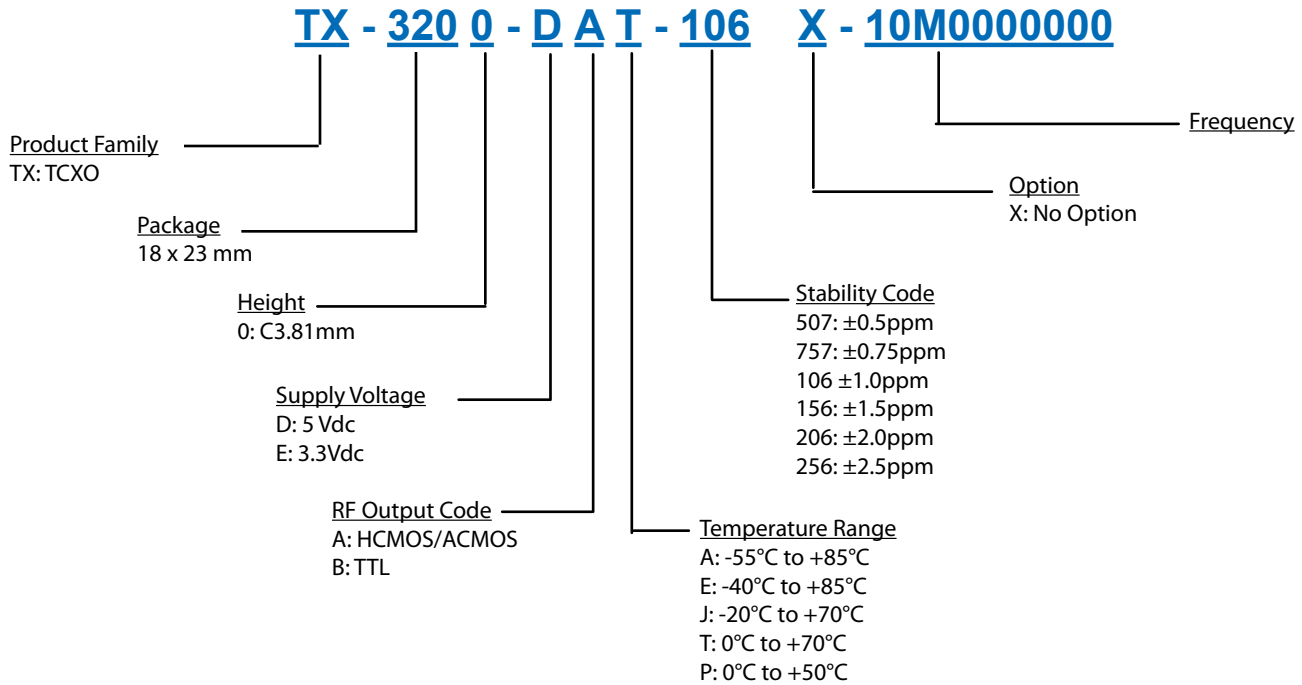 TX - 320 0 - D A T - 106 X - 10M0000000
Product Family
TX: TCXO
Package
18 x 23 mm
Height
0: C3.81mm
Supply Voltage
D: 5 Vdc
E: 3.3Vdc
RF Output Code
A: HCMOS/ACMOS
B: TTL
Temperature Range
A: -55°C to +85°C
E: -40°C to +85°C
J: -20°C to +70°C
T: 0°C to +70°C
P: 0°C to +50°C
Stability Code
507: ±0.5ppm
757: ±0.75ppm
106 ±1.0ppm
156: ±1.5ppm
206: ±2.0ppm
256: ±2.5ppm
Option
X: No Option
Frequency